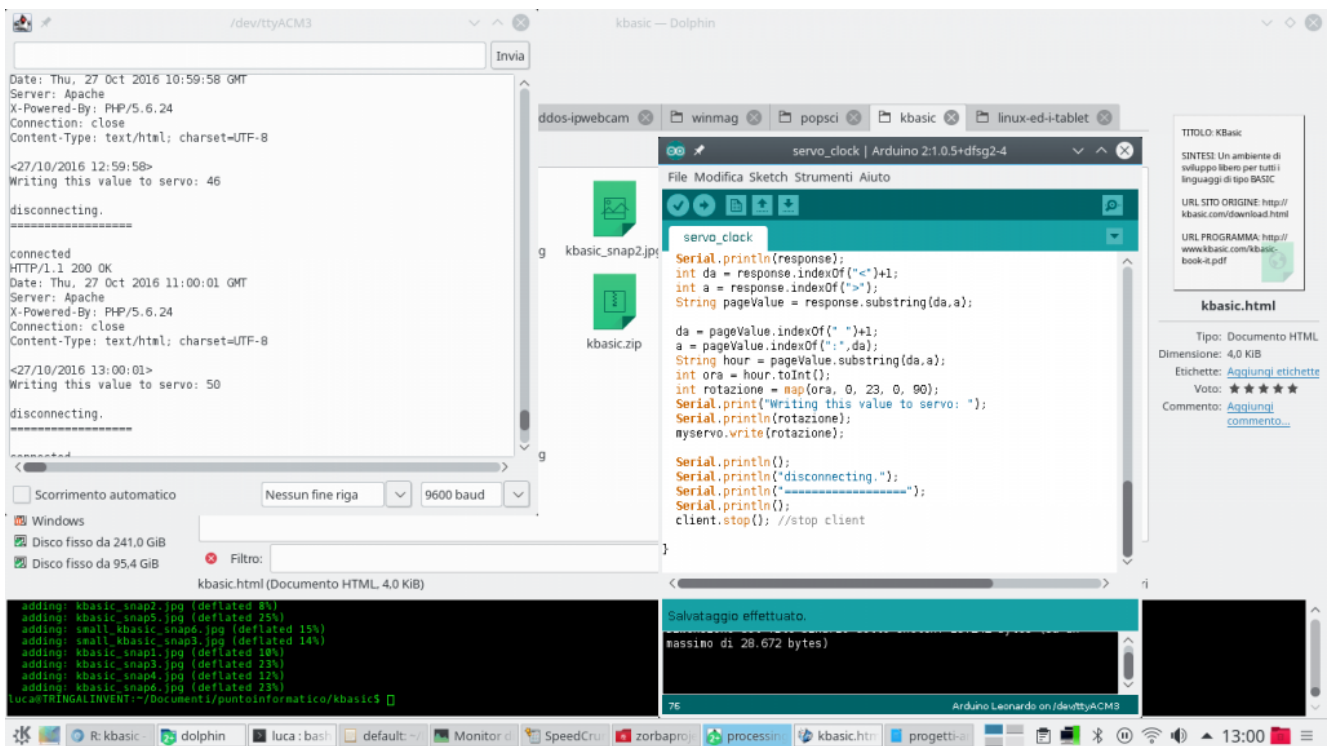 /dev/ttyACM3
kbasic — Dolphin
Invia
Date: Thu, 27 Oct 2016 10:59:58 GMT
Server: Apache
X-Powered-By: PHP/5.6.24
Connection: close
Content-Type: text/html; charset=UTF-8
<27/10/2016 12:59:58>
Writing this value to servo: 46
disconnecting.
==================
connected
HTTP/1.1 200 OK
Date: Thu, 27 Oct 2016 11:00:01 GMT
Server: Apache
X-Powered-By: PHP/5.6.24
Connection: close
Content-Type: text/html; charset=UTF-8
<27/10/2016 13:00:01>
Writing this value to servo: 50
disconnecting.
==================
connected
Scorrimento automatico
Nessun fine riga
9600 baud
Windows
Disco fisso da 241,0 GiB
Disco fisso da 95,4 GiB
Filtro:
kbasic.html (Documento HTML, 4,0 KiB)
ddos-ipwebcam
winmag
popsci
kbasic
linux-ed-i-tablet
g
kbasic_snap2.jpg
kbasic.zip
g
servo_clock | Arduino 2:1.0.5+dfsg2-4
File Modifica Sketch Strumenti Aiuto
servo_clock
Serial.println(response);
int da = response.indexOf("<")+1;
int a = response.indexOf(">");
String pageValue = response.substring(da,a);
da = pageValue.indexOf(" ")+1;
a = pageValue.indexOf(":",da);
String hour = pageValue.substring(da,a);
int ora = hour.toInt();
int rotazione = map(ora, 0, 23, 0, 90);
Serial.print("Writing this value to servo: ");
Serial.println(rotazione);
myservo.write(rotazione);
Serial.println();
Serial.println("disconnecting.");
Serial.println("==================");
Serial.println();
client.stop(); //stop client
}
Salvataggio effettuato.
massimo di 28.672 bytes)
76
Arduino Leonardo on /dev/ttyACM3
TITOLO: KBasic
SINTESI: Un ambiente di
sviluppo libero per tutti i
linguaggi di tipo BASIC
URL SITO ORIGINE: http://
kbasic.com/download.html
URL PROGRAMMA: http://
www.kbasic.com/kbasic-
book-it.pdf
kbasic.html
Tipo: Documento HTML
Dimensione: 4,0 KiB
Etichette: Aggiungi etichette
Voto:
Commento: Aggiungi
commento...
ri
adding: kbasic_snap2.jpg (deflated 8%)
adding: kbasic_snap5.jpg (deflated 25%)
adding: small_kbasic_snap6.jpg (deflated 15%)
adding: small_kbasic_snap3.jpg (deflated 14%)
adding: kbasic_snap1.jpg (deflated 10%)
adding: kbasic_snap3.jpg (deflated 23%)
adding: kbasic_snap4.jpg (deflated 12%)
adding: kbasic_snap6.jpg (deflated 23%)
luca@TRINGALINVENT:~/Documenti/puntoinformatico/kbasic$
R: kbasic -
dolphin
luca : bash
default: ~/
Monitor d
SpeedCru
zorbaproj
processing
kbasic.htm
progetti-a
13:00